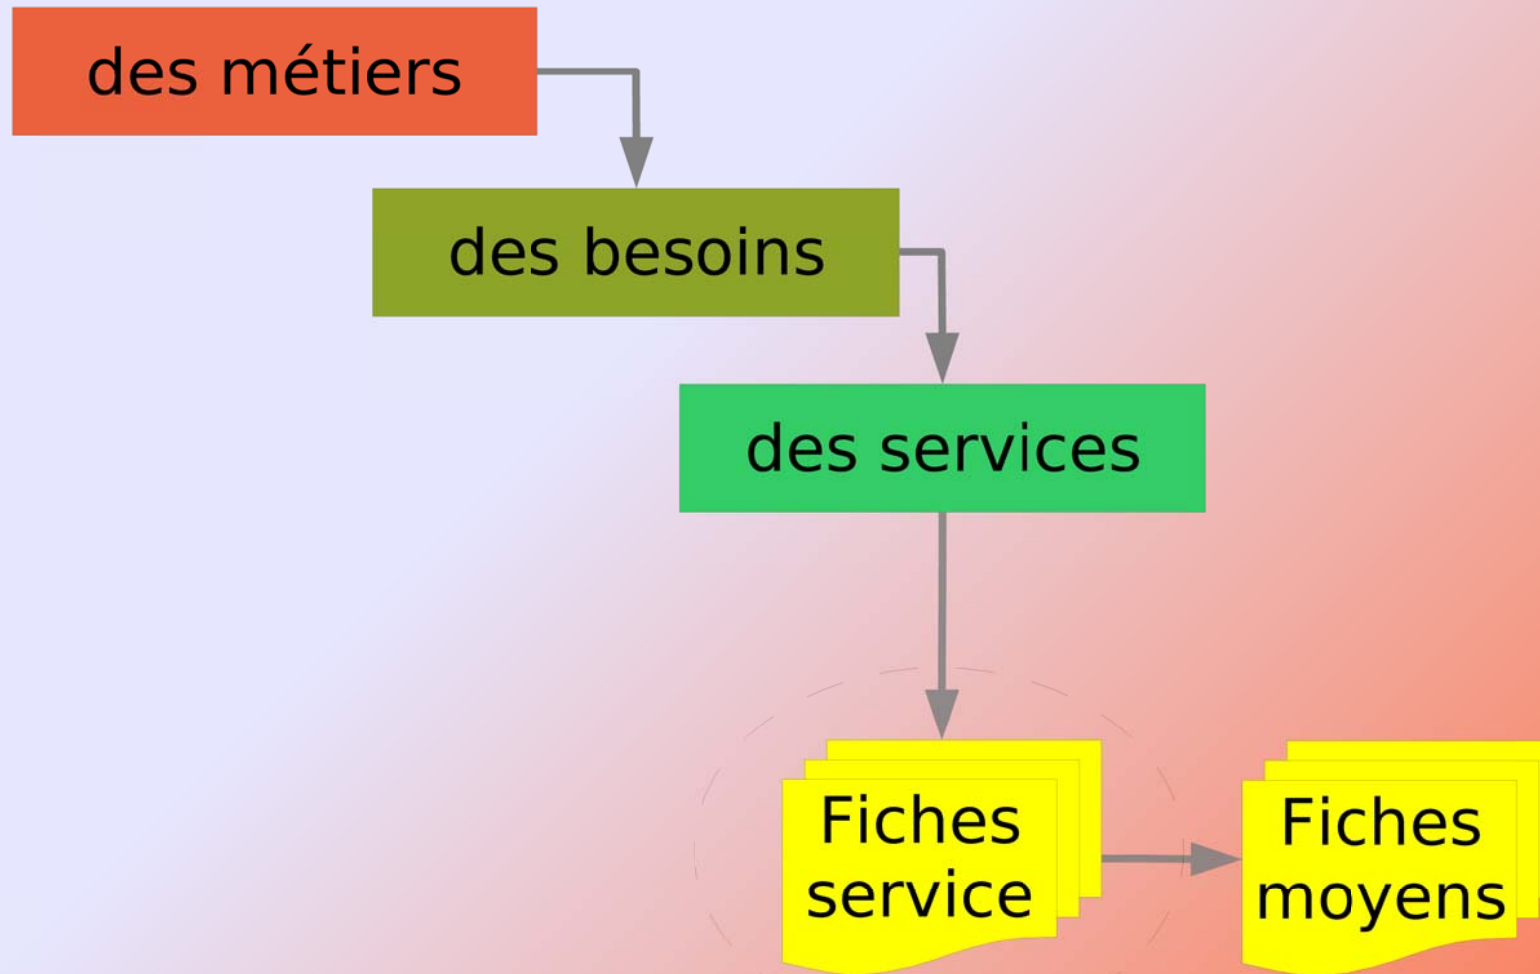 des métiers
des besoins
des services
Fiches
service
Fiches
moyens